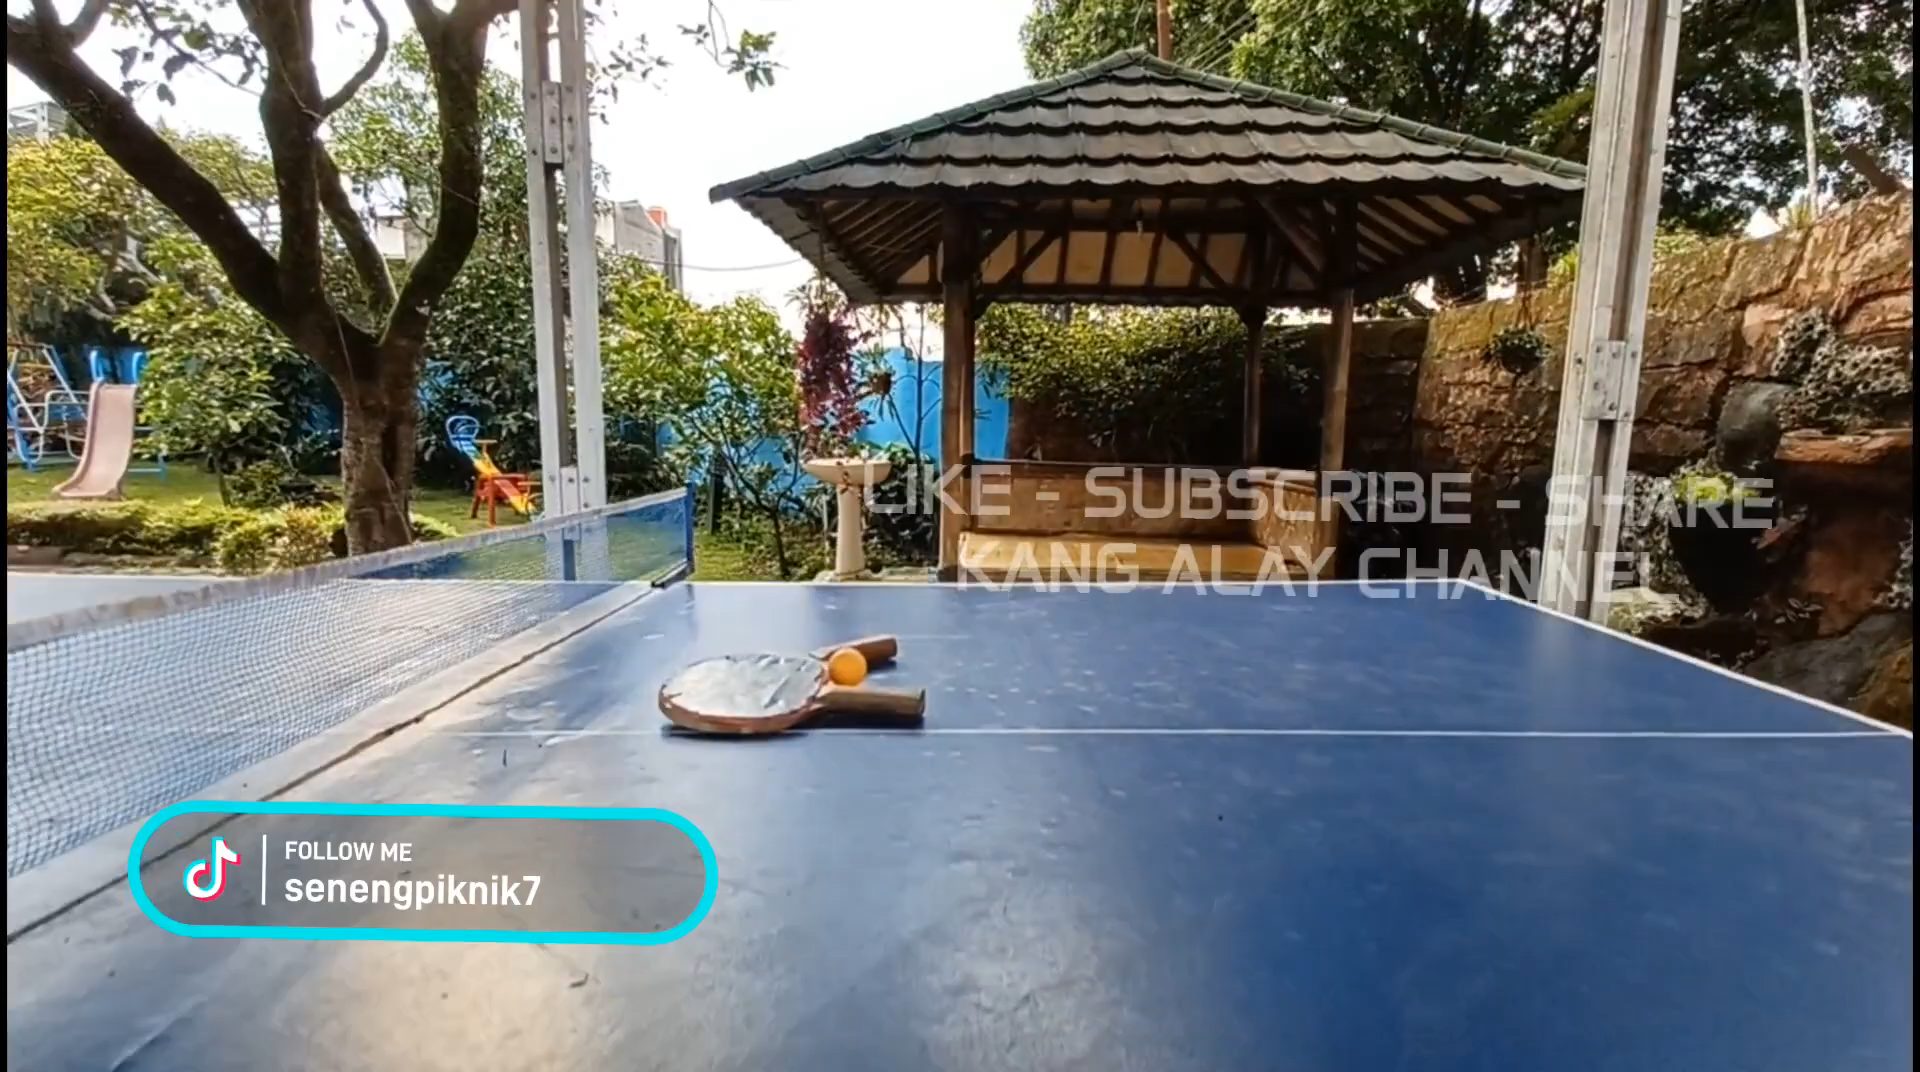 LIKE - SUBSCRIBE - SHARE
KANG ALAY CHANNEL
FOLLOW ME
senengpiknik7